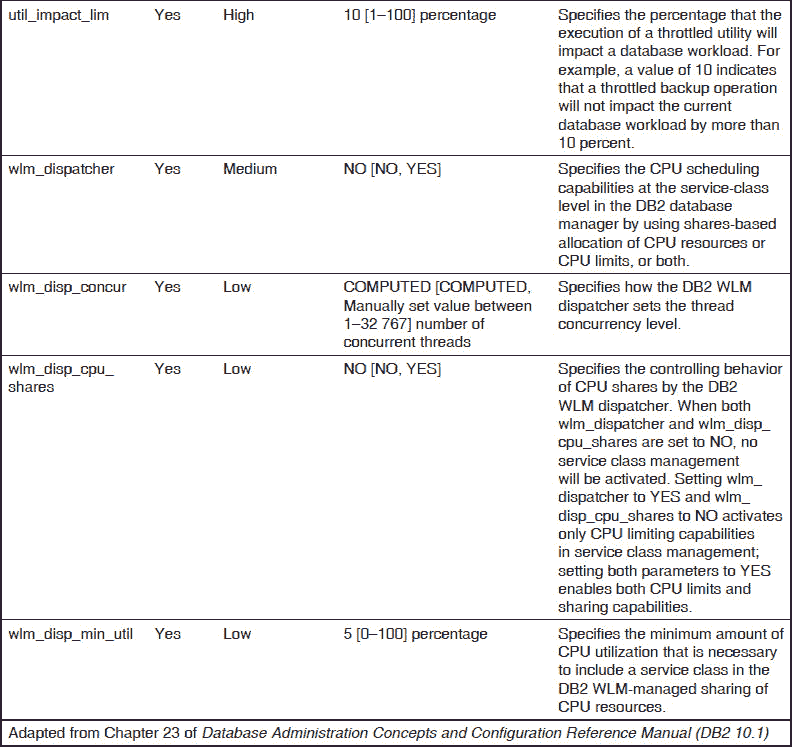 util_impact_lim Yes High 10 [1–100] percentage Specifies the percentage that the
execution of a throttled utility will
impact a database workload. For
example, a value of 10 indicates
that a throttled backup operation
will not impact the current
database workload by more than
10 percent.
wlm_dispatcher Yes Medium NO [NO, YES] Specifies the CPU scheduling
capabilities at the service-class
level in the DB2 database
manager by using shares-based
allocation of CPU resources or
CPU limits, or both.
wlm_disp_concur Yes Low COMPUTED [COMPUTED, Specifies how the DB2 WLM
Manually set value between dispatcher sets the thread
1–32 767] number of concurrency level.
concurrent threads
wlm_disp_cpu_ Yes Low NO [NO, YES] Specifies the controlling behavior
shares of CPU shares by the DB2
WLM dispatcher. When both
wlm_dispatcher and wlm_disp_
cpu_shares are set to NO, no
service class management
will be activated. Setting wlm_
dispatcher to YES and wlm_
disp_cpu_shares to NO activates
only CPU limiting capabilities
in service class management;
setting both parameters to YES
enables both CPU limits and
sharing capabilities.
wlm_disp_min_util Yes Low 5 [0–100] percentage Specifies the minimum amount of
CPU utilization that is necessary
to include a service class in the
DB2 WLM-managed sharing of
CPU resources.
Adapted from Chapter 23 of Database Administration Concepts and Configuration Reference Manual (DB2 10.1)